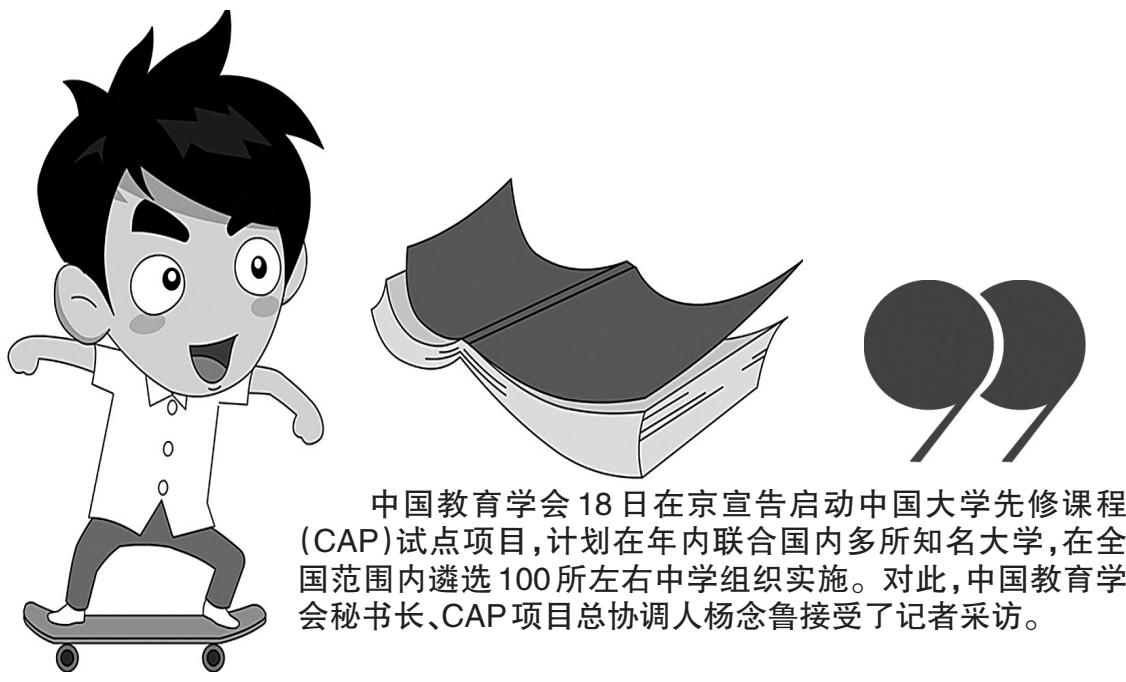 中国教育学会18日在京宣告启动中国大学先修课程
(CAP)试点项目,计划在年内联合国内多所知名大学,在全
国范围内遴选100所左右中学组织实施。对此,中国教育学
会秘书长、CAP项目总协调人杨念鲁接受了记者采访。